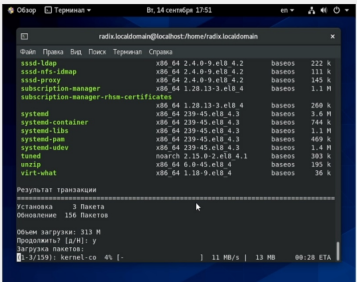 Обзор Терминал Вт, 14 сентября 17:51 en
radix.localdomain@localhost:/home/radix.localdomain
Файл Правка Вид Поиск Терминал Справка
sssd-ldap x86_64 2.4.0-9.el8_4.2 baseos 222 k
sssd-nfs-idmap x86_64 2.4.0-9.el8_4.2 baseos 111 k
sssd-proxy x86_64 2.4.0-9.el8_4.2 baseos 145 k
subscription-manager x86_64 1.28.13-3.el8_4 baseos 1.1 M
subscription-manager-rhsm-certificates
x86_64 1.28.13-3.el8_4 baseos 260 k
systemd x86_64 239-45.el8_4.3 baseos 3.6 M
systemd-container x86_64 239-45.el8_4.3 baseos 744 k
systemd-libs x86_64 239-45.el8_4.3 baseos 1.1 M
systemd-pam x86_64 239-45.el8_4.3 baseos 469 k
systemd-udev x86_64 239-45.el8_4.3 baseos 1.4 M
tuned noarch 2.15.0-2.el8_4.1 baseos 303 k
unzip x86_64 6.0-45.el8_4 baseos 195 k
virt-what x86_64 1.18-9.el8_4 baseos 36 k
Результат транзакции
Установка 3 Пакета
Обновление 156 Пакетов
Объем загрузки: 313 M
Продолжить? [д/Н]: y
Загрузка пакетов:
(1-3/159): kernel-co 4% [- ] 11 MB/s | 13 MB 00:28 ETA